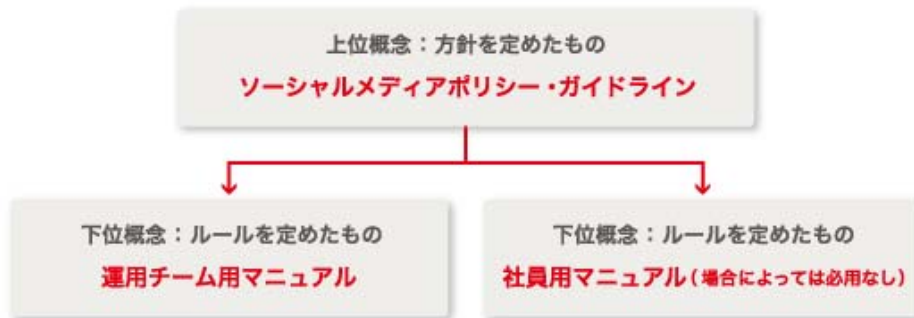 上位概念：方針を定めたもの
ソーシャルメディアポリシー・ガイドライン
下位概念：ルールを定めたもの
運用チーム用マニュアル
下位概念：ルールを定めたもの
社員用マニュアル（場合によっては必用なし）